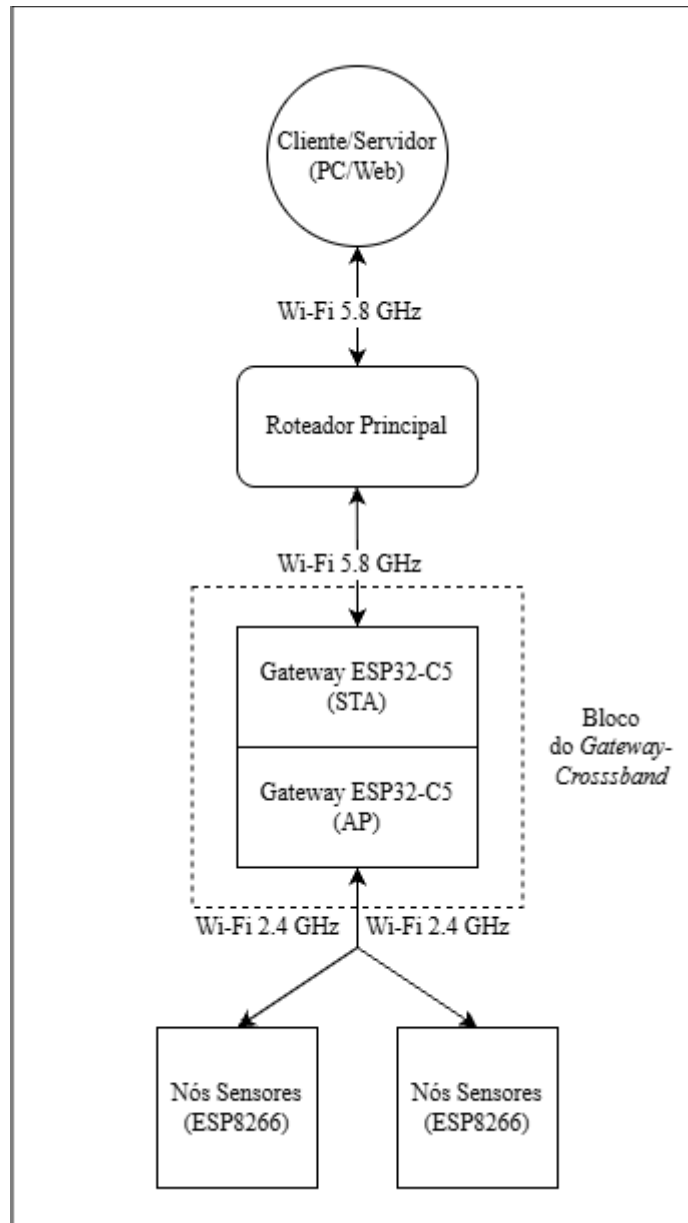 Cliente/Servidor
(PC/Web)
Wi-Fi 5.8 GHz
Roteador Principal
Wi-Fi 5.8 GHz
Gateway ESP32-C5
(STA)
Gateway ESP32-C5
(AP)
Bloco
do Gateway-
Crosssband
Wi-Fi 2.4 GHz
Wi-Fi 2.4 GHz
Nós Sensores
(ESP8266)
Nós Sensores
(ESP8266)